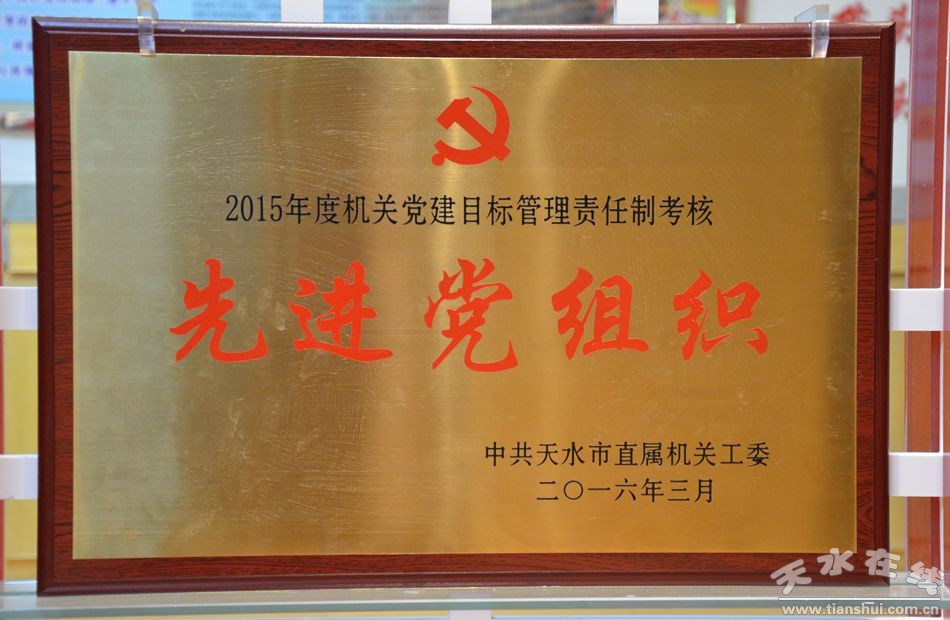 2015年度机关党建目标管理责任制考核
先进党组织
中共天水市直属机关工委
二〇一六年三月
天水在线
www.tianshui.com.cn